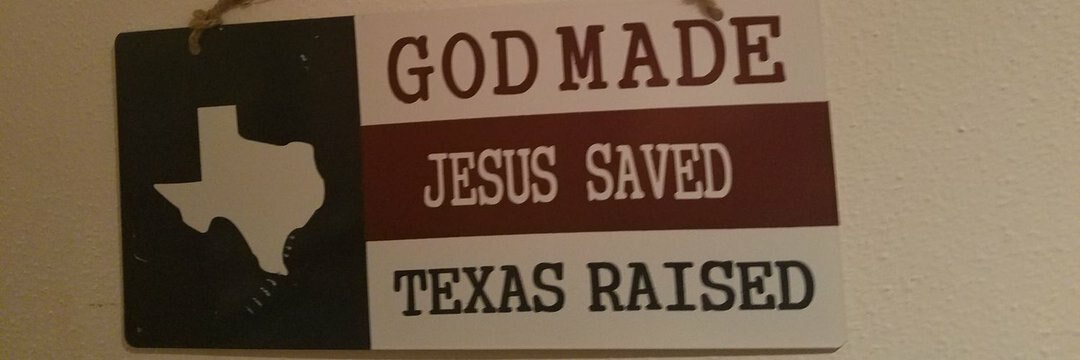 GOD MADE
JESUS SAVED
TEXAS RAISED